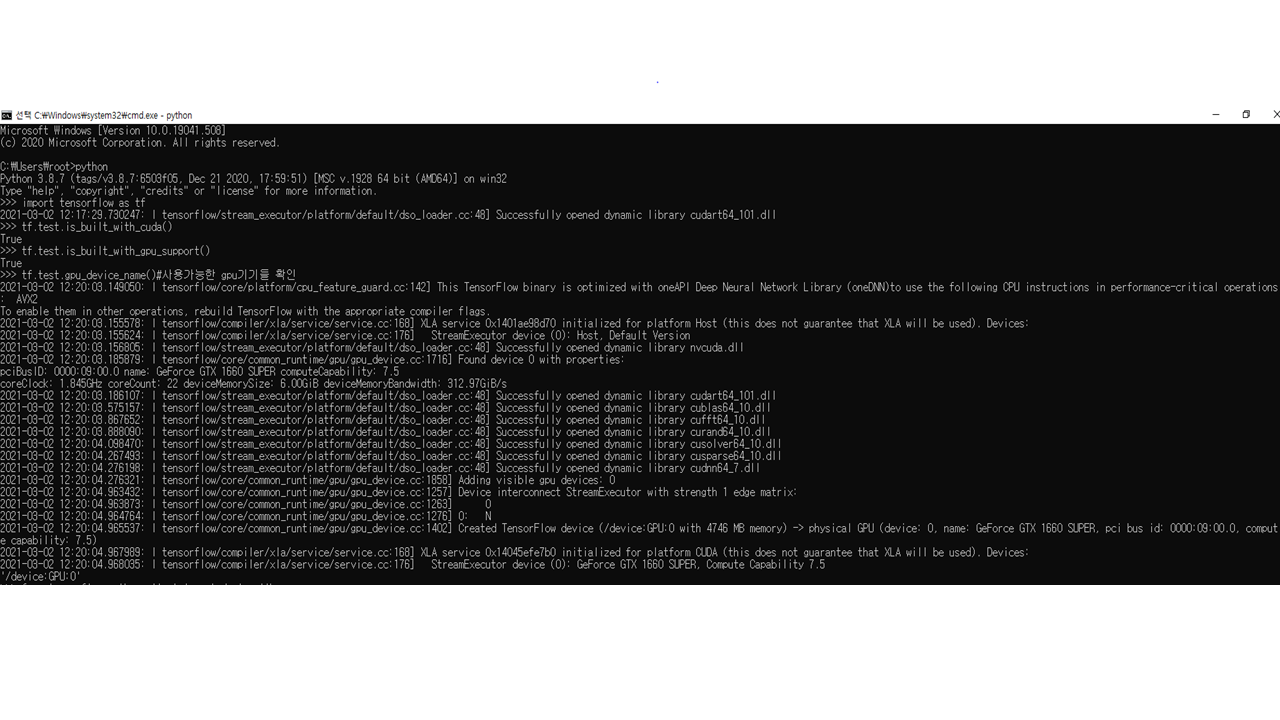 선택 C:₩Windows₩system32₩cmd.exe - python
Microsoft Windows [Version 10.0.19041.508]
(c) 2020 Microsoft Corporation. All rights reserved.
C:₩Users₩root>python
Python 3.8.7 (tags/v3.8.7:6503f05, Dec 21 2020, 17:59:51) [MSC v.1928 64 bit (AMD64)] on win32
Type "help", "copyright", "credits" or "license" for more information.
>>> import tensorflow as tf
2021-03-02 12:17:29.730247: I tensorflow/stream_executor/platform/default/dso_loader.cc:48] Successfully opened dynamic library cudart64_101.dll
>>> tf.test.is_built_with_cuda()
True
>>> tf.test.is_built_with_gpu_support()
True
>>> tf.test.gpu_device_name()#사용가능한 gpu기기들 확인
2021-03-02 12:20:03.149050: I tensorflow/core/platform/cpu_feature_guard.cc:142] This TensorFlow binary is optimized with oneAPI Deep Neural Network Library (oneDNN)to use the following CPU instructions in performance-critical operations
:  AVX2
To enable them in other operations, rebuild TensorFlow with the appropriate compiler flags.
2021-03-02 12:20:03.155578: I tensorflow/compiler/xla/service/service.cc:168] XLA service 0x1401ae98d70 initialized for platform Host (this does not guarantee that XLA will be used). Devices:
2021-03-02 12:20:03.155624: I tensorflow/compiler/xla/service/service.cc:176]   StreamExecutor device (0): Host, Default Version
2021-03-02 12:20:03.156805: I tensorflow/stream_executor/platform/default/dso_loader.cc:48] Successfully opened dynamic library nvcuda.dll
2021-03-02 12:20:03.185879: I tensorflow/core/common_runtime/gpu/gpu_device.cc:1716] Found device 0 with properties:
pciBusID: 0000:09:00.0 name: GeForce GTX 1660 SUPER computeCapability: 7.5
coreClock: 1.845GHz coreCount: 22 deviceMemorySize: 6.00GiB deviceMemoryBandwidth: 312.97GiB/s
2021-03-02 12:20:03.186107: I tensorflow/stream_executor/platform/default/dso_loader.cc:48] Successfully opened dynamic library cudart64_101.dll
2021-03-02 12:20:03.575157: I tensorflow/stream_executor/platform/default/dso_loader.cc:48] Successfully opened dynamic library cublas64_10.dll
2021-03-02 12:20:03.867652: I tensorflow/stream_executor/platform/default/dso_loader.cc:48] Successfully opened dynamic library cufft64_10.dll
2021-03-02 12:20:03.888090: I tensorflow/stream_executor/platform/default/dso_loader.cc:48] Successfully opened dynamic library curand64_10.dll
2021-03-02 12:20:04.098470: I tensorflow/stream_executor/platform/default/dso_loader.cc:48] Successfully opened dynamic library cusolver64_10.dll
2021-03-02 12:20:04.267493: I tensorflow/stream_executor/platform/default/dso_loader.cc:48] Successfully opened dynamic library cusparse64_10.dll
2021-03-02 12:20:04.276198: I tensorflow/stream_executor/platform/default/dso_loader.cc:48] Successfully opened dynamic library cudnn64_7.dll
2021-03-02 12:20:04.276321: I tensorflow/core/common_runtime/gpu/gpu_device.cc:1858] Adding visible gpu devices: 0
2021-03-02 12:20:04.963432: I tensorflow/core/common_runtime/gpu/gpu_device.cc:1257] Device interconnect StreamExecutor with strength 1 edge matrix:
2021-03-02 12:20:04.963873: I tensorflow/core/common_runtime/gpu/gpu_device.cc:1263]      0
2021-03-02 12:20:04.964764: I tensorflow/core/common_runtime/gpu/gpu_device.cc:1276] 0:   N
2021-03-02 12:20:04.965537: I tensorflow/core/common_runtime/gpu/gpu_device.cc:1402] Created TensorFlow device (/device:GPU:0 with 4746 MB memory) -> physical GPU (device: 0, name: GeForce GTX 1660 SUPER, pci bus id: 0000:09:00.0, comput
e capability: 7.5)
2021-03-02 12:20:04.967989: I tensorflow/compiler/xla/service/service.cc:168] XLA service 0x14045efe7b0 initialized for platform CUDA (this does not guarantee that XLA will be used). Devices:
2021-03-02 12:20:04.968035: I tensorflow/compiler/xla/service/service.cc:176]   StreamExecutor device (0): GeForce GTX 1660 SUPER, Compute Capability 7.5
'/device:GPU:0'